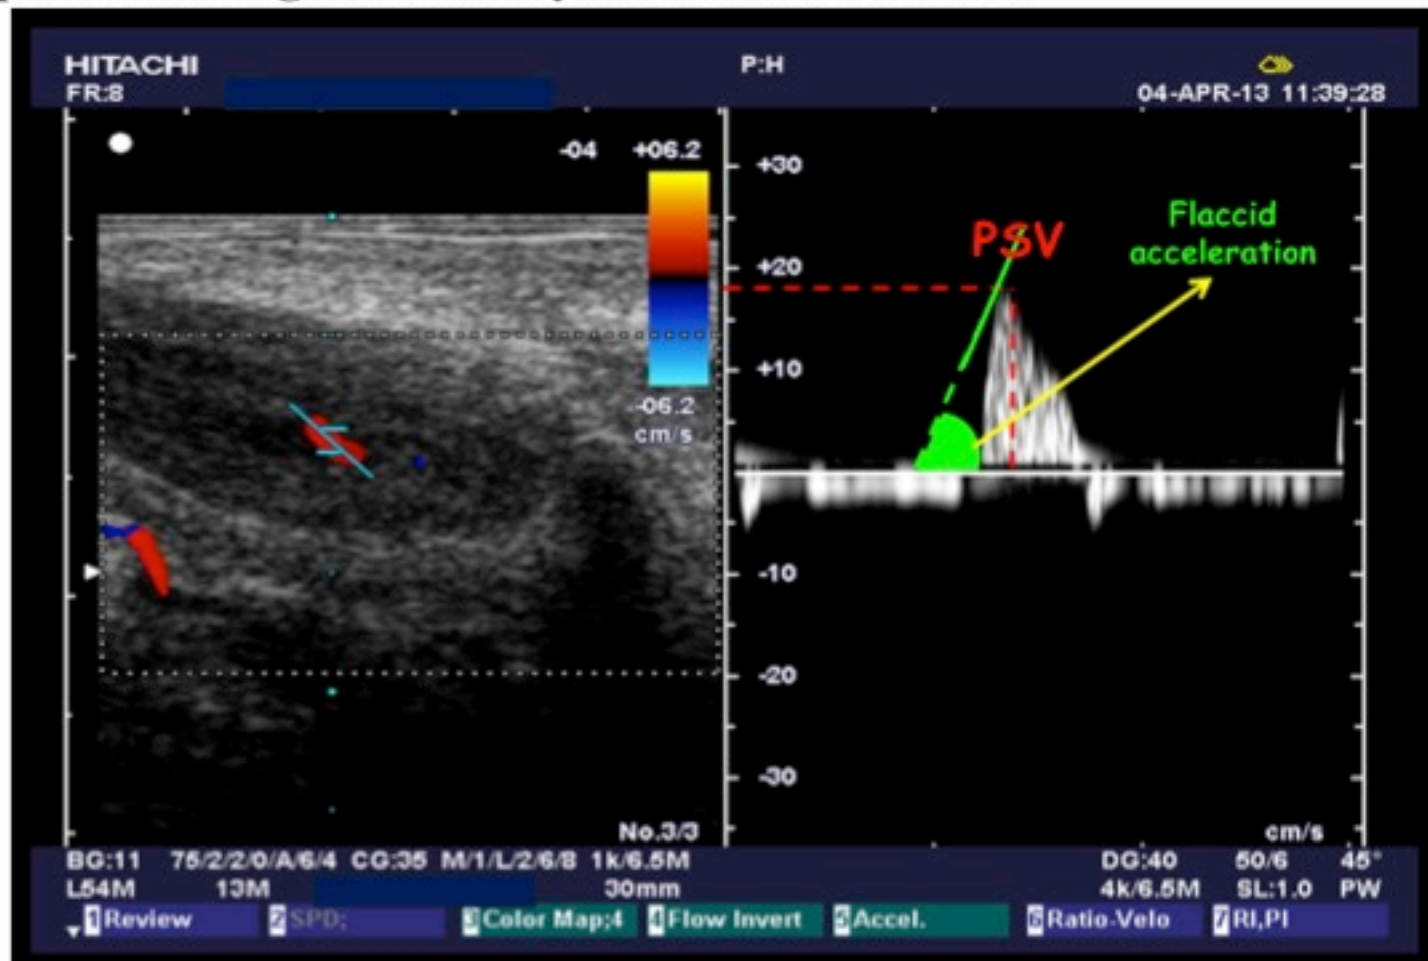 HITACHI
FR:8
P:H
04-APR-13 11:39:28
-04 +06.2
-06.2
cm/s
+30
+20
+10
-10
-20
-30
PSV
Flaccid
acceleration
No.3/3
cm/s
BG:11 75/2/2/0/A/6/4 CG:35 M/1/L/2/6/8 1k/6.5M
DG:40 50/6 45°
L54M 13M 30mm
4k/6.5M SL:1.0 PW
1 Review 2 SPD; 3 Color Map;4 4 Flow Invert 5 Accel. 6 Ratio-Velo 7 RI,PI